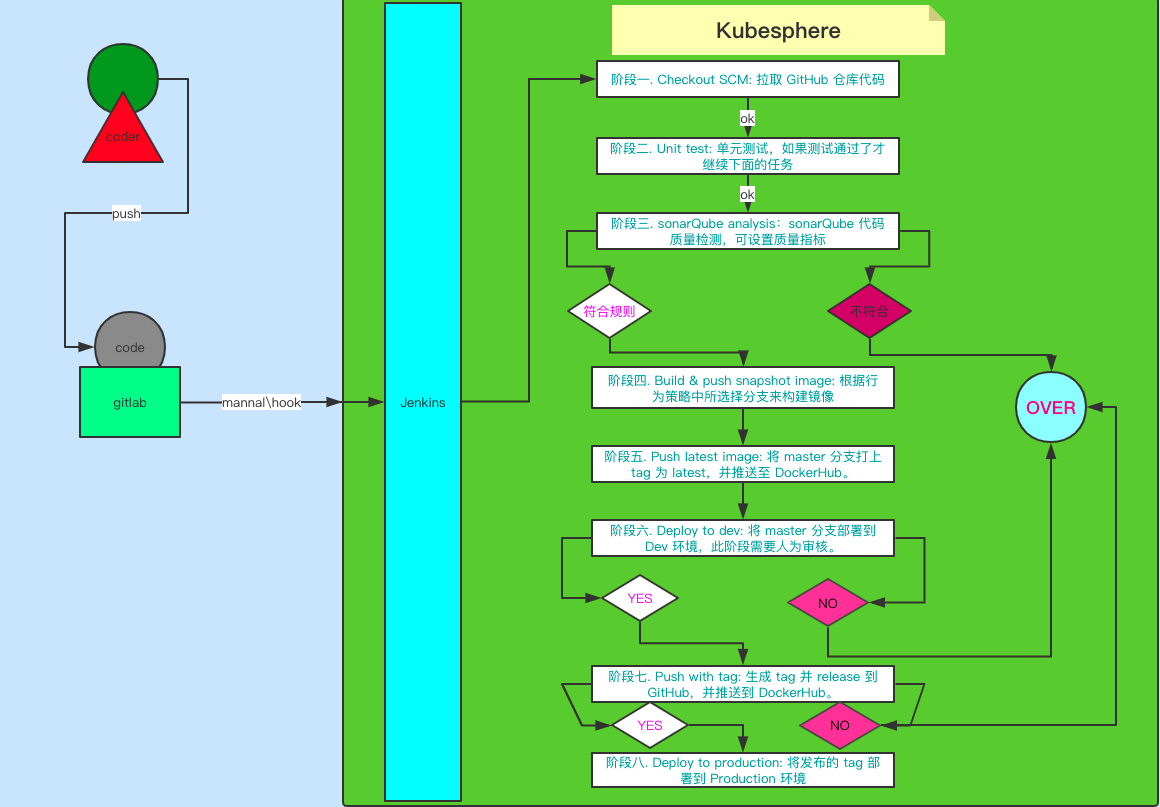 Kubesphere
阶段一. Checkout SCM: 拉取 GitHub 仓库代码
ok
coder
阶段二. Unit test: 单元测试，如果测试通过了才
继续下面的任务
ok
push
阶段三. sonarQube analysis：sonarQube 代码
质量检测，可设置质量指标
符合规则
不符合
code
阶段四. Build & push snapshot image: 根据行
为策略中所选择分支来构建镜像
gitlab
mannal\hook
Jenkins
OVER
阶段五. Push latest image: 将 master 分支打上
tag 为 latest，并推送至 DockerHub。
阶段六. Deploy to dev: 将 master 分支部署到
Dev 环境，此阶段需要人为审核。
YES
NO
阶段七. Push with tag: 生成 tag 并 release 到
GitHub，并推送到 DockerHub。
YES
NO
阶段八. Deploy to production: 将发布的 tag 部
署到 Production 环境